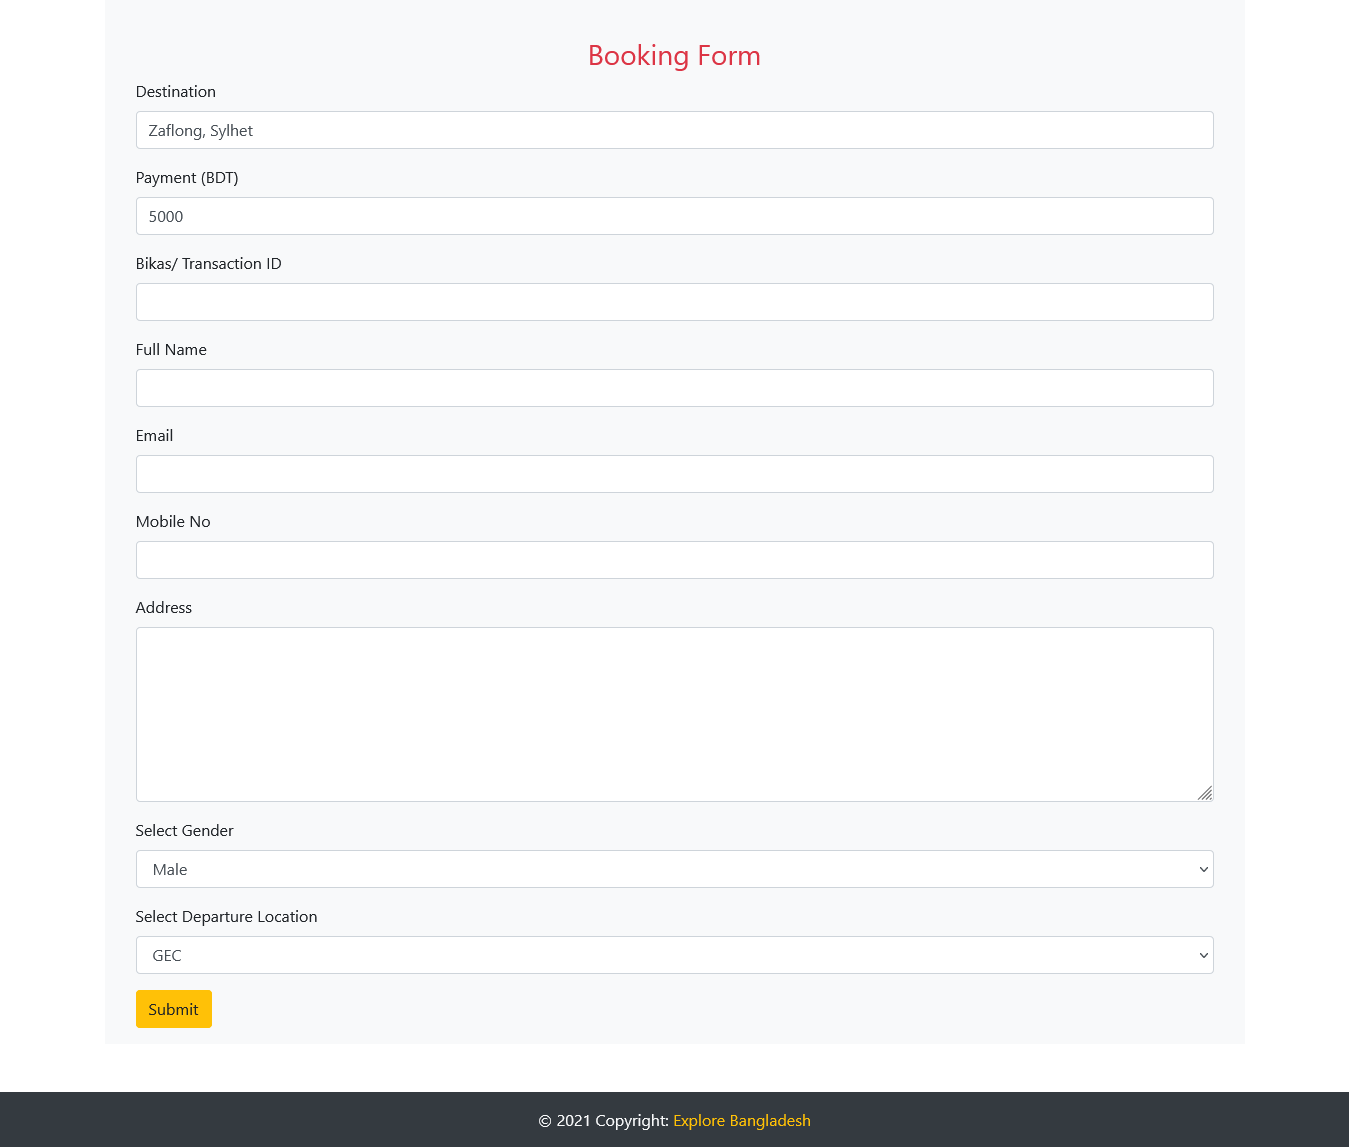 Booking Form
Destination
Zaflong, Sylhet
Payment (BDT)
5000
Bikas/ Transaction ID
Full Name
Email
Mobile No
Address
Select Gender
Male
Select Departure Location
GEC
Submit
© 2021 Copyright: Explore Bangladesh